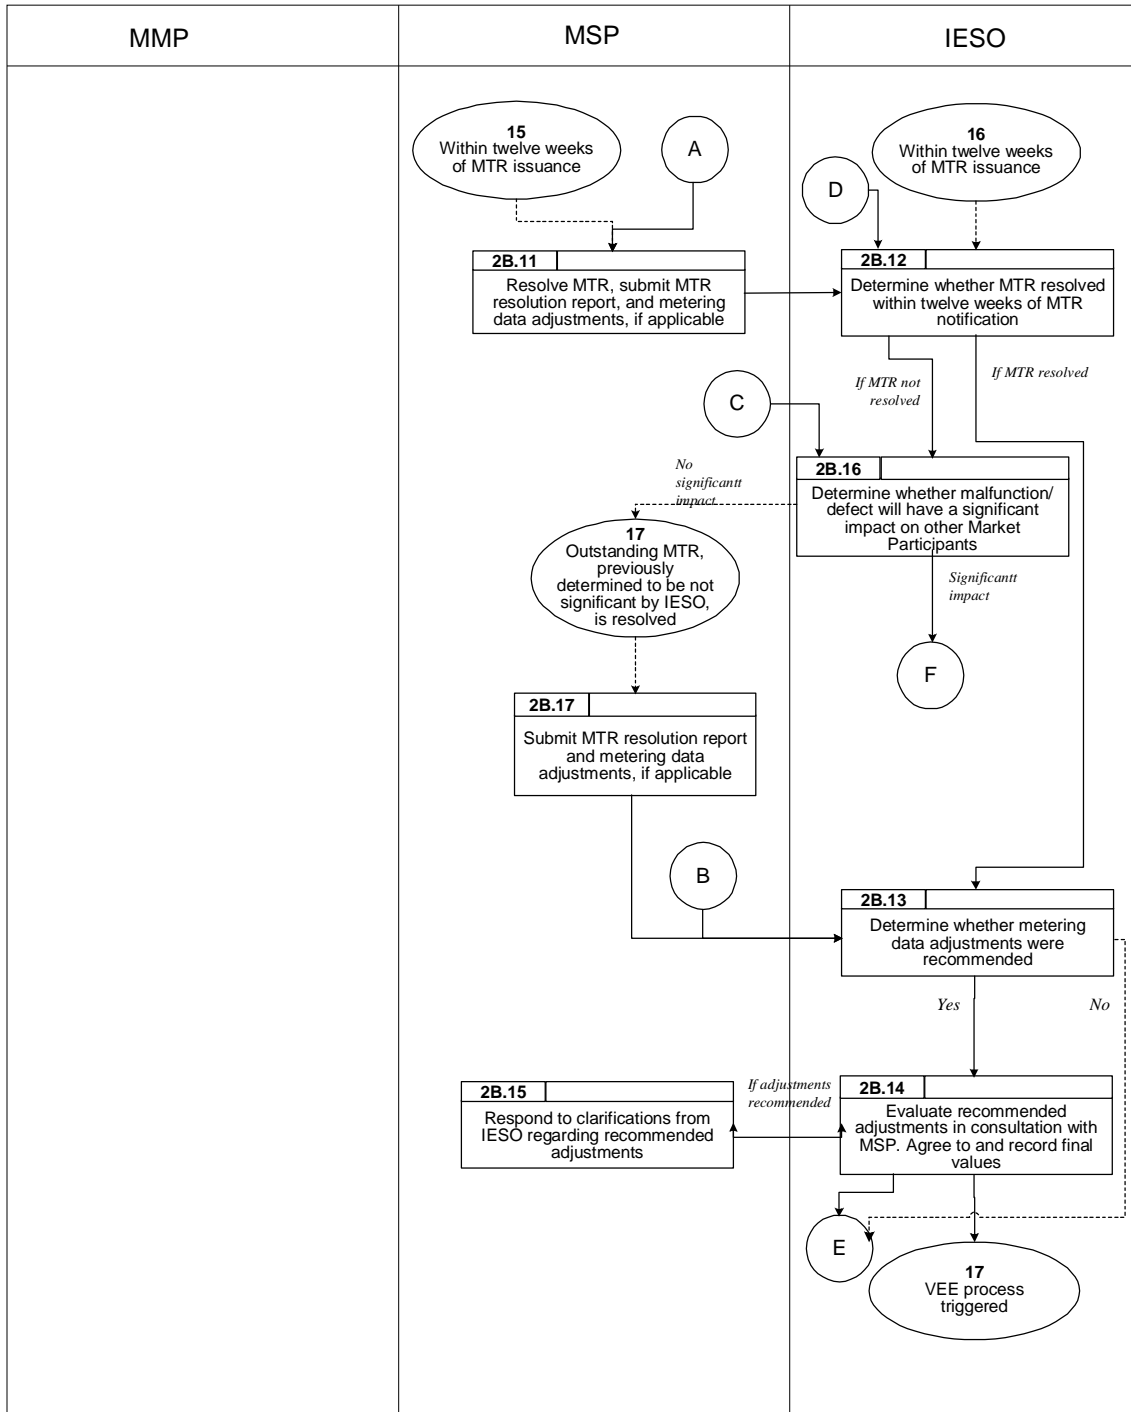 MMP
MSP
IESO
15
Within twelve weeks
of MTR issuance
A
16
Within twelve weeks
of MTR issuance
D
2B.11
Resolve MTR, submit MTR
resolution report, and metering
data adjustments, if applicable
2B.12
Determine whether MTR resolved
within twelve weeks of MTR
notification
If MTR not
resolved
If MTR resolved
C
No
significantt
impact
2B.16
Determine whether malfunction/
defect will have a significant
impact on other Market
Participants
17
Outstanding MTR,
previously
determined to be not
significant by IESO,
is resolved
Significantt
impact
F
2B.17
Submit MTR resolution report
and metering data
adjustments, if applicable
B
2B.13
Determine whether metering
data adjustments were
recommended
Yes
No
2B.15
Respond to clarifications from
IESO regarding recommended
adjustments
If adjustments
recommended
2B.14
Evaluate recommended
adjustments in consultation with
MSP. Agree to and record final
values
E
17
VEE process
triggered